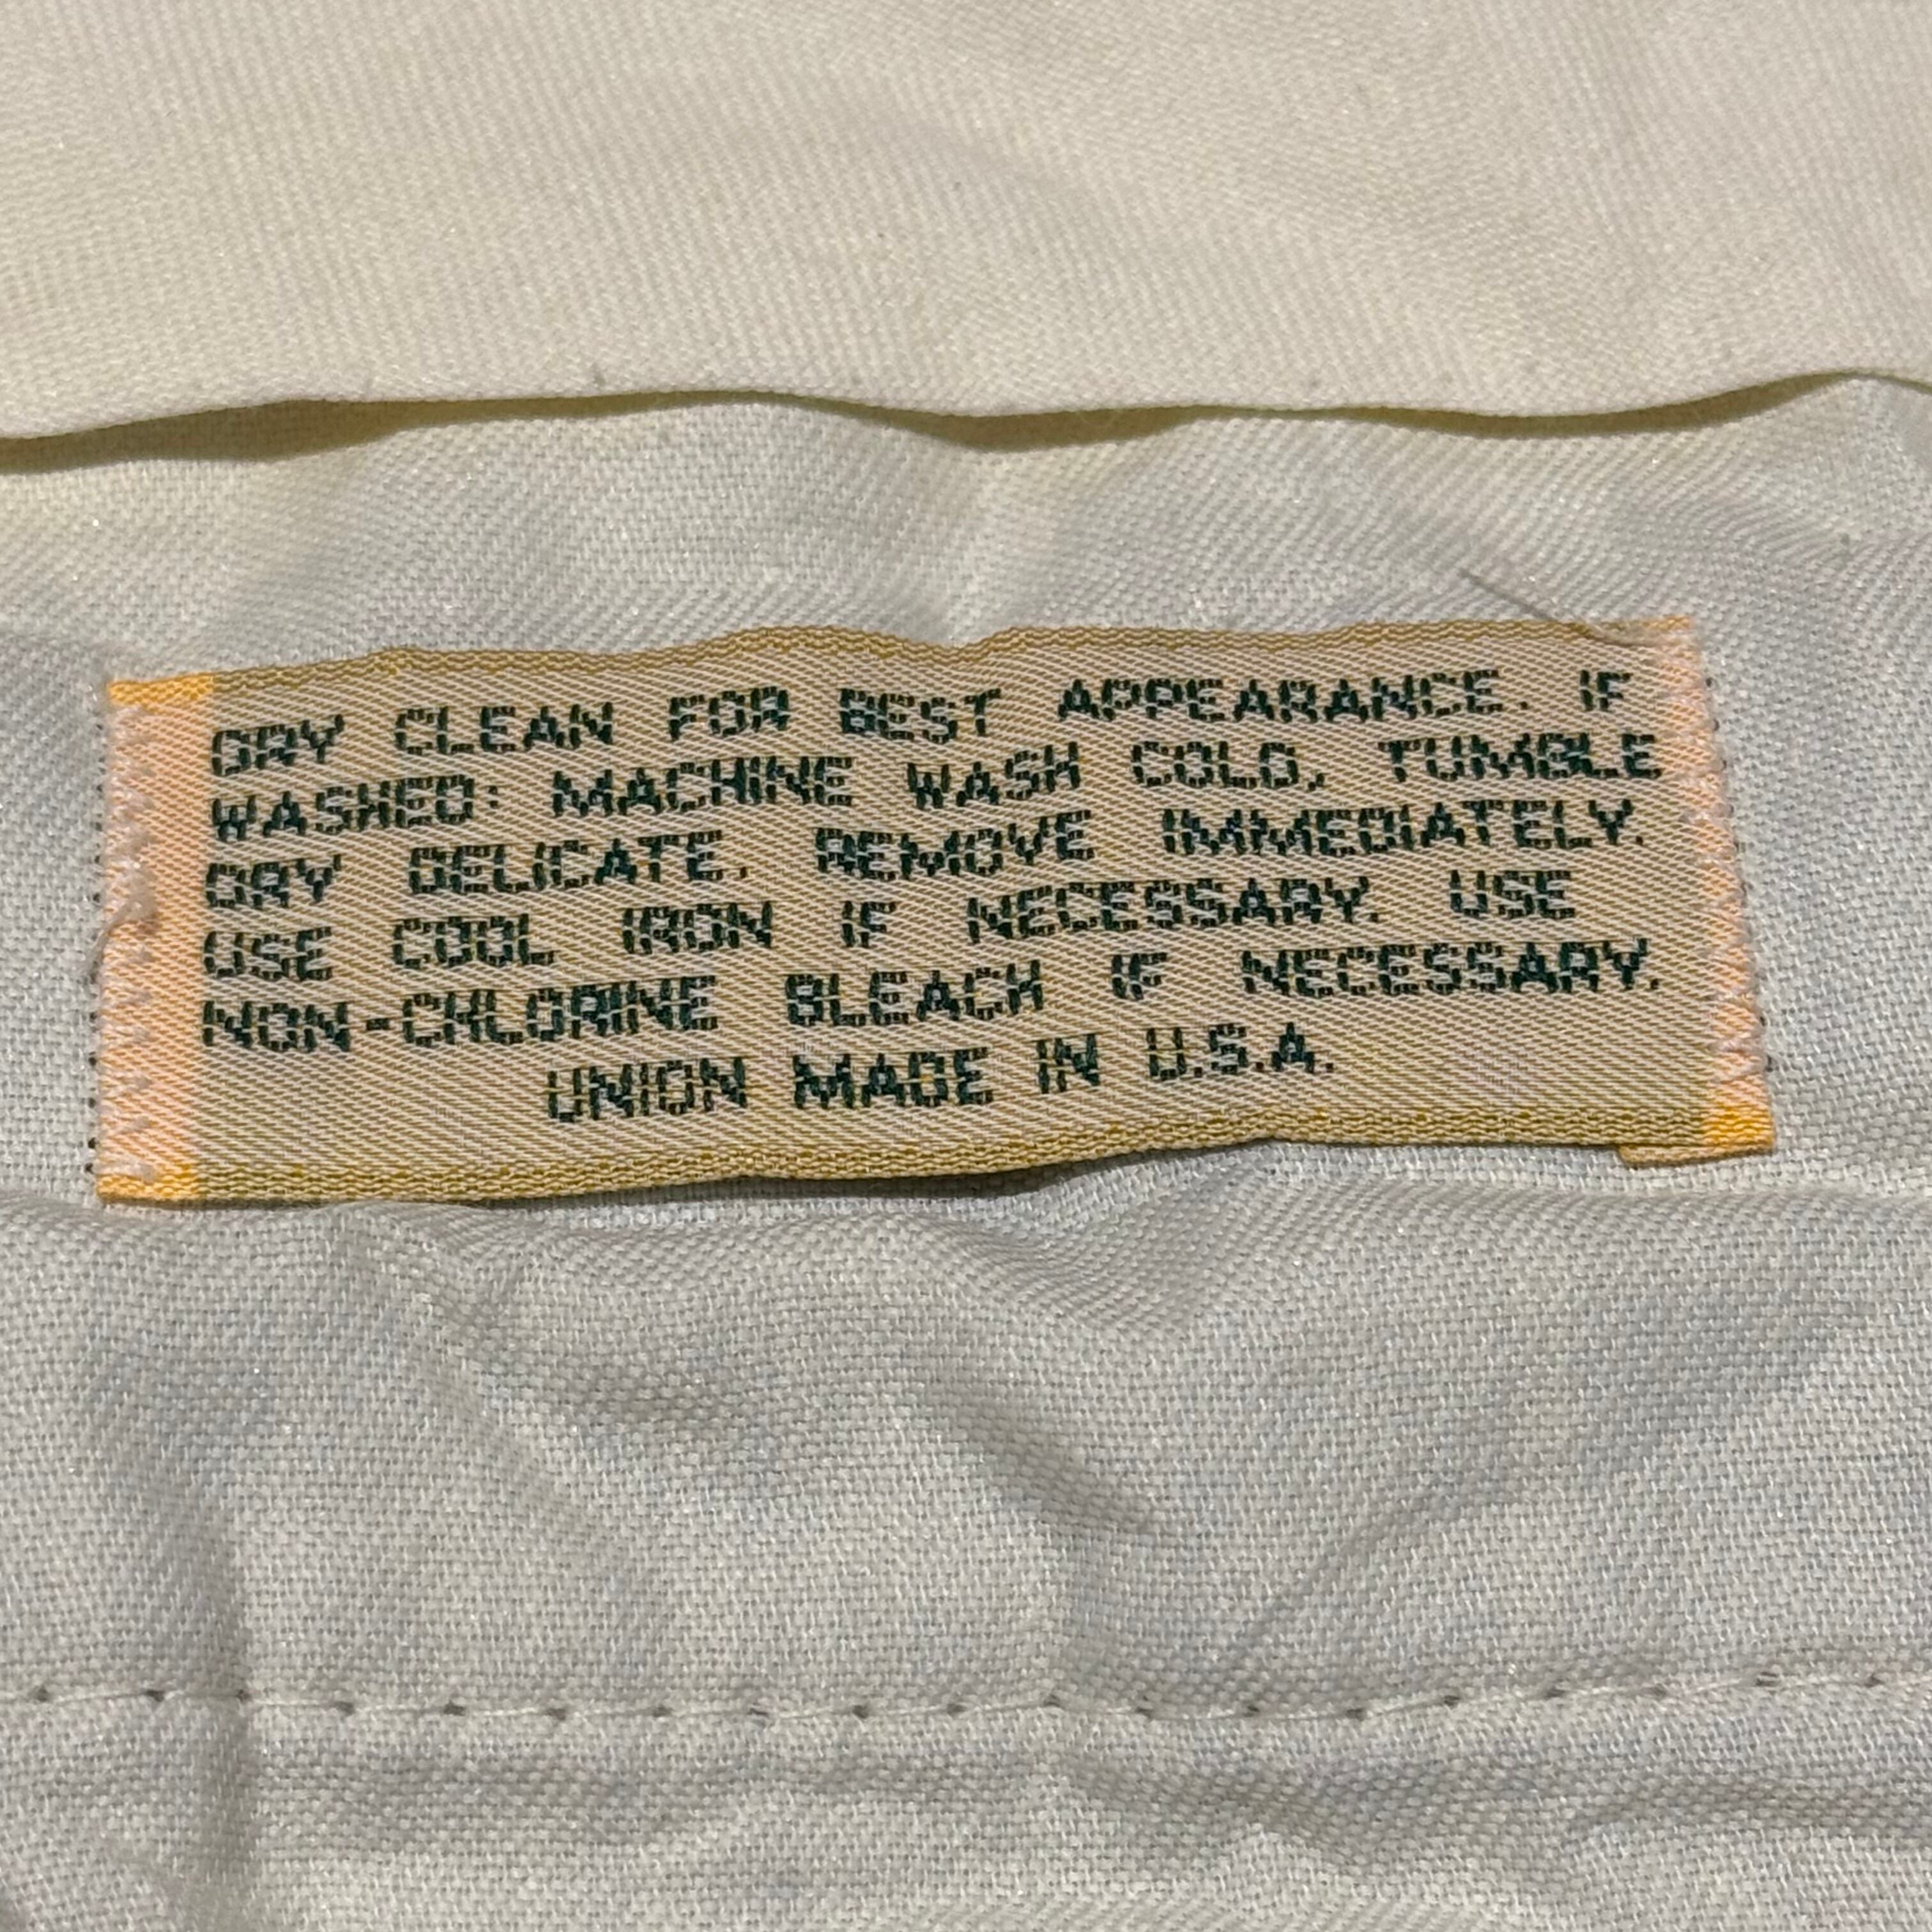 DRY CLEAN FOR BEST APPEARANCE. IF
WASHED: MACHINE WASH COLD, TUMBLE
DRY DELICATE. REMOVE IMMEDIATELY.
USE COOL IRON IF NECESSARY. USE
NON-CHLORINE BLEACH IF NECESSARY.
UNION MADE IN U.S.A.